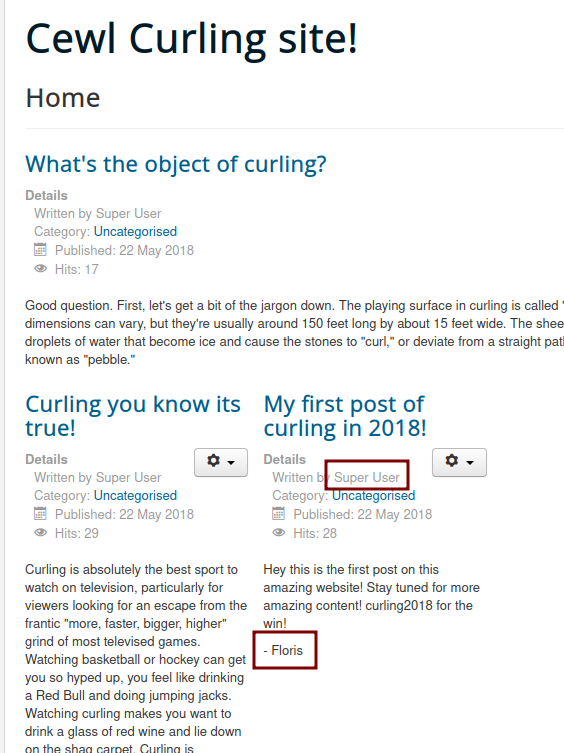 Cewl Curling site!
Home
What's the object of curling?
Details
Written by Super User
Category: Uncategorised
Published: 22 May 2018
Hits: 17
Good question. First, let's get a bit of the jargon down. The playing surface in curling is called
dimensions can vary, but they're usually around 150 feet long by about 15 feet wide. The shee
droplets of water that become ice and cause the stones to "curl," or deviate from a straight pat
known as "pebble."
Curling you know its
true!
Details
Written by Super User
Category: Uncategorised
Published: 22 May 2018
Hits: 29
Curling is absolutely the best sport to
watch on television, particularly for
viewers looking for an escape from the
frantic "more, faster, bigger, higher"
grind of most televised games.
Watching basketball or hockey can get
you so hyped up, you feel like drinking
a Red Bull and doing jumping jacks.
Watching curling makes you want to
drink a glass of red wine and lie down
on the shag carpet. Curling is
My first post of
curling in 2018!
Details
Written by Super User
Category: Uncategorised
Published: 22 May 2018
Hits: 28
Hey this is the first post on this
amazing website! Stay tuned for more
amazing content! curling2018 for the
win!
- Floris